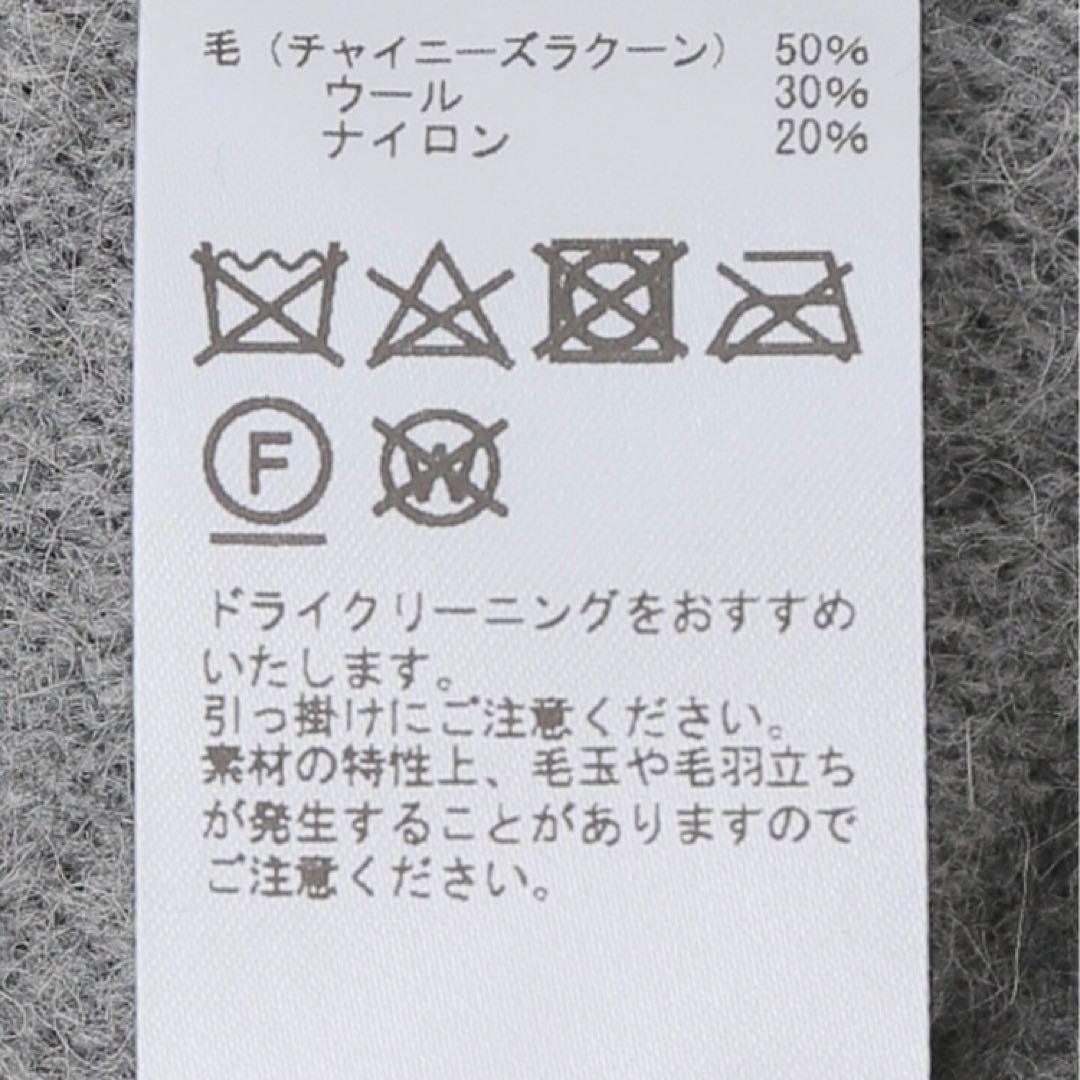 毛（チャイニーズラクーン） 50%
ウール 30%
ナイロン 20%
F
W
ドライクリーニングをおすすめ
いたします。
引っ掛けにご注意ください。
素材の特性上、毛玉や毛羽立ち
が発生することがありますので
ご注意ください。